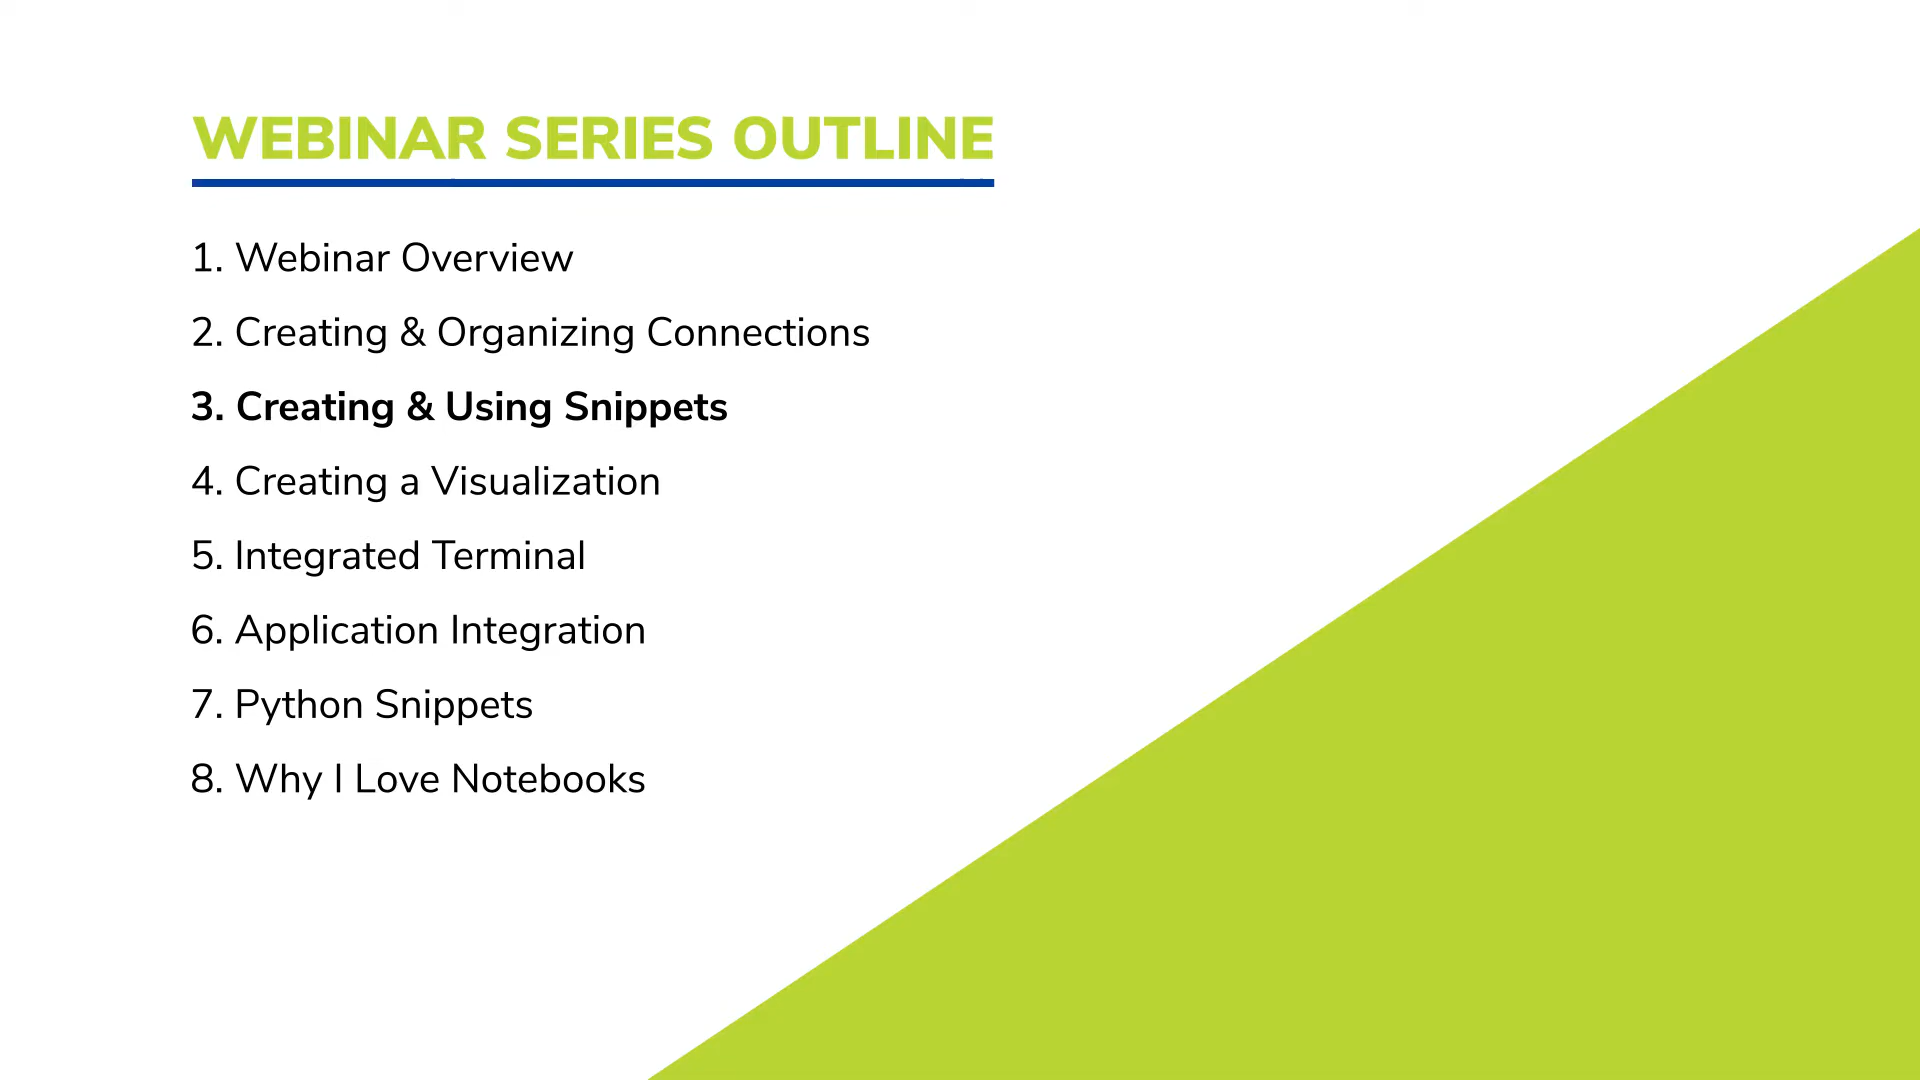 WEBINAR SERIES OUTLINE
1. Webinar Overview
2. Creating & Organizing Connections
3. Creating & Using Snippets
4. Creating a Visualization
5. Integrated Terminal
6. Application Integration
7. Python Snippets
8. Why I Love Notebooks